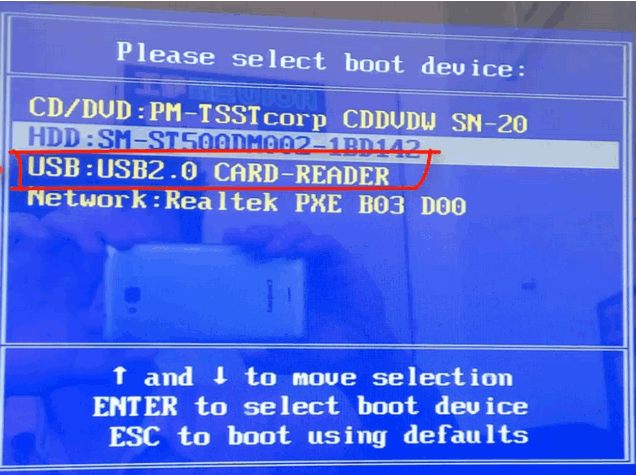 Please select boot device:
CD/DVD:PM-TSSTcorp CDDVDW SN-20
HDD:SM-ST500DM002-1BD142
USB:USB2.0 CARD-READER
Network:Realtek PXE B03 D00
↑ and ↓ to move selection
ENTER to select boot device
ESC to boot using defaults